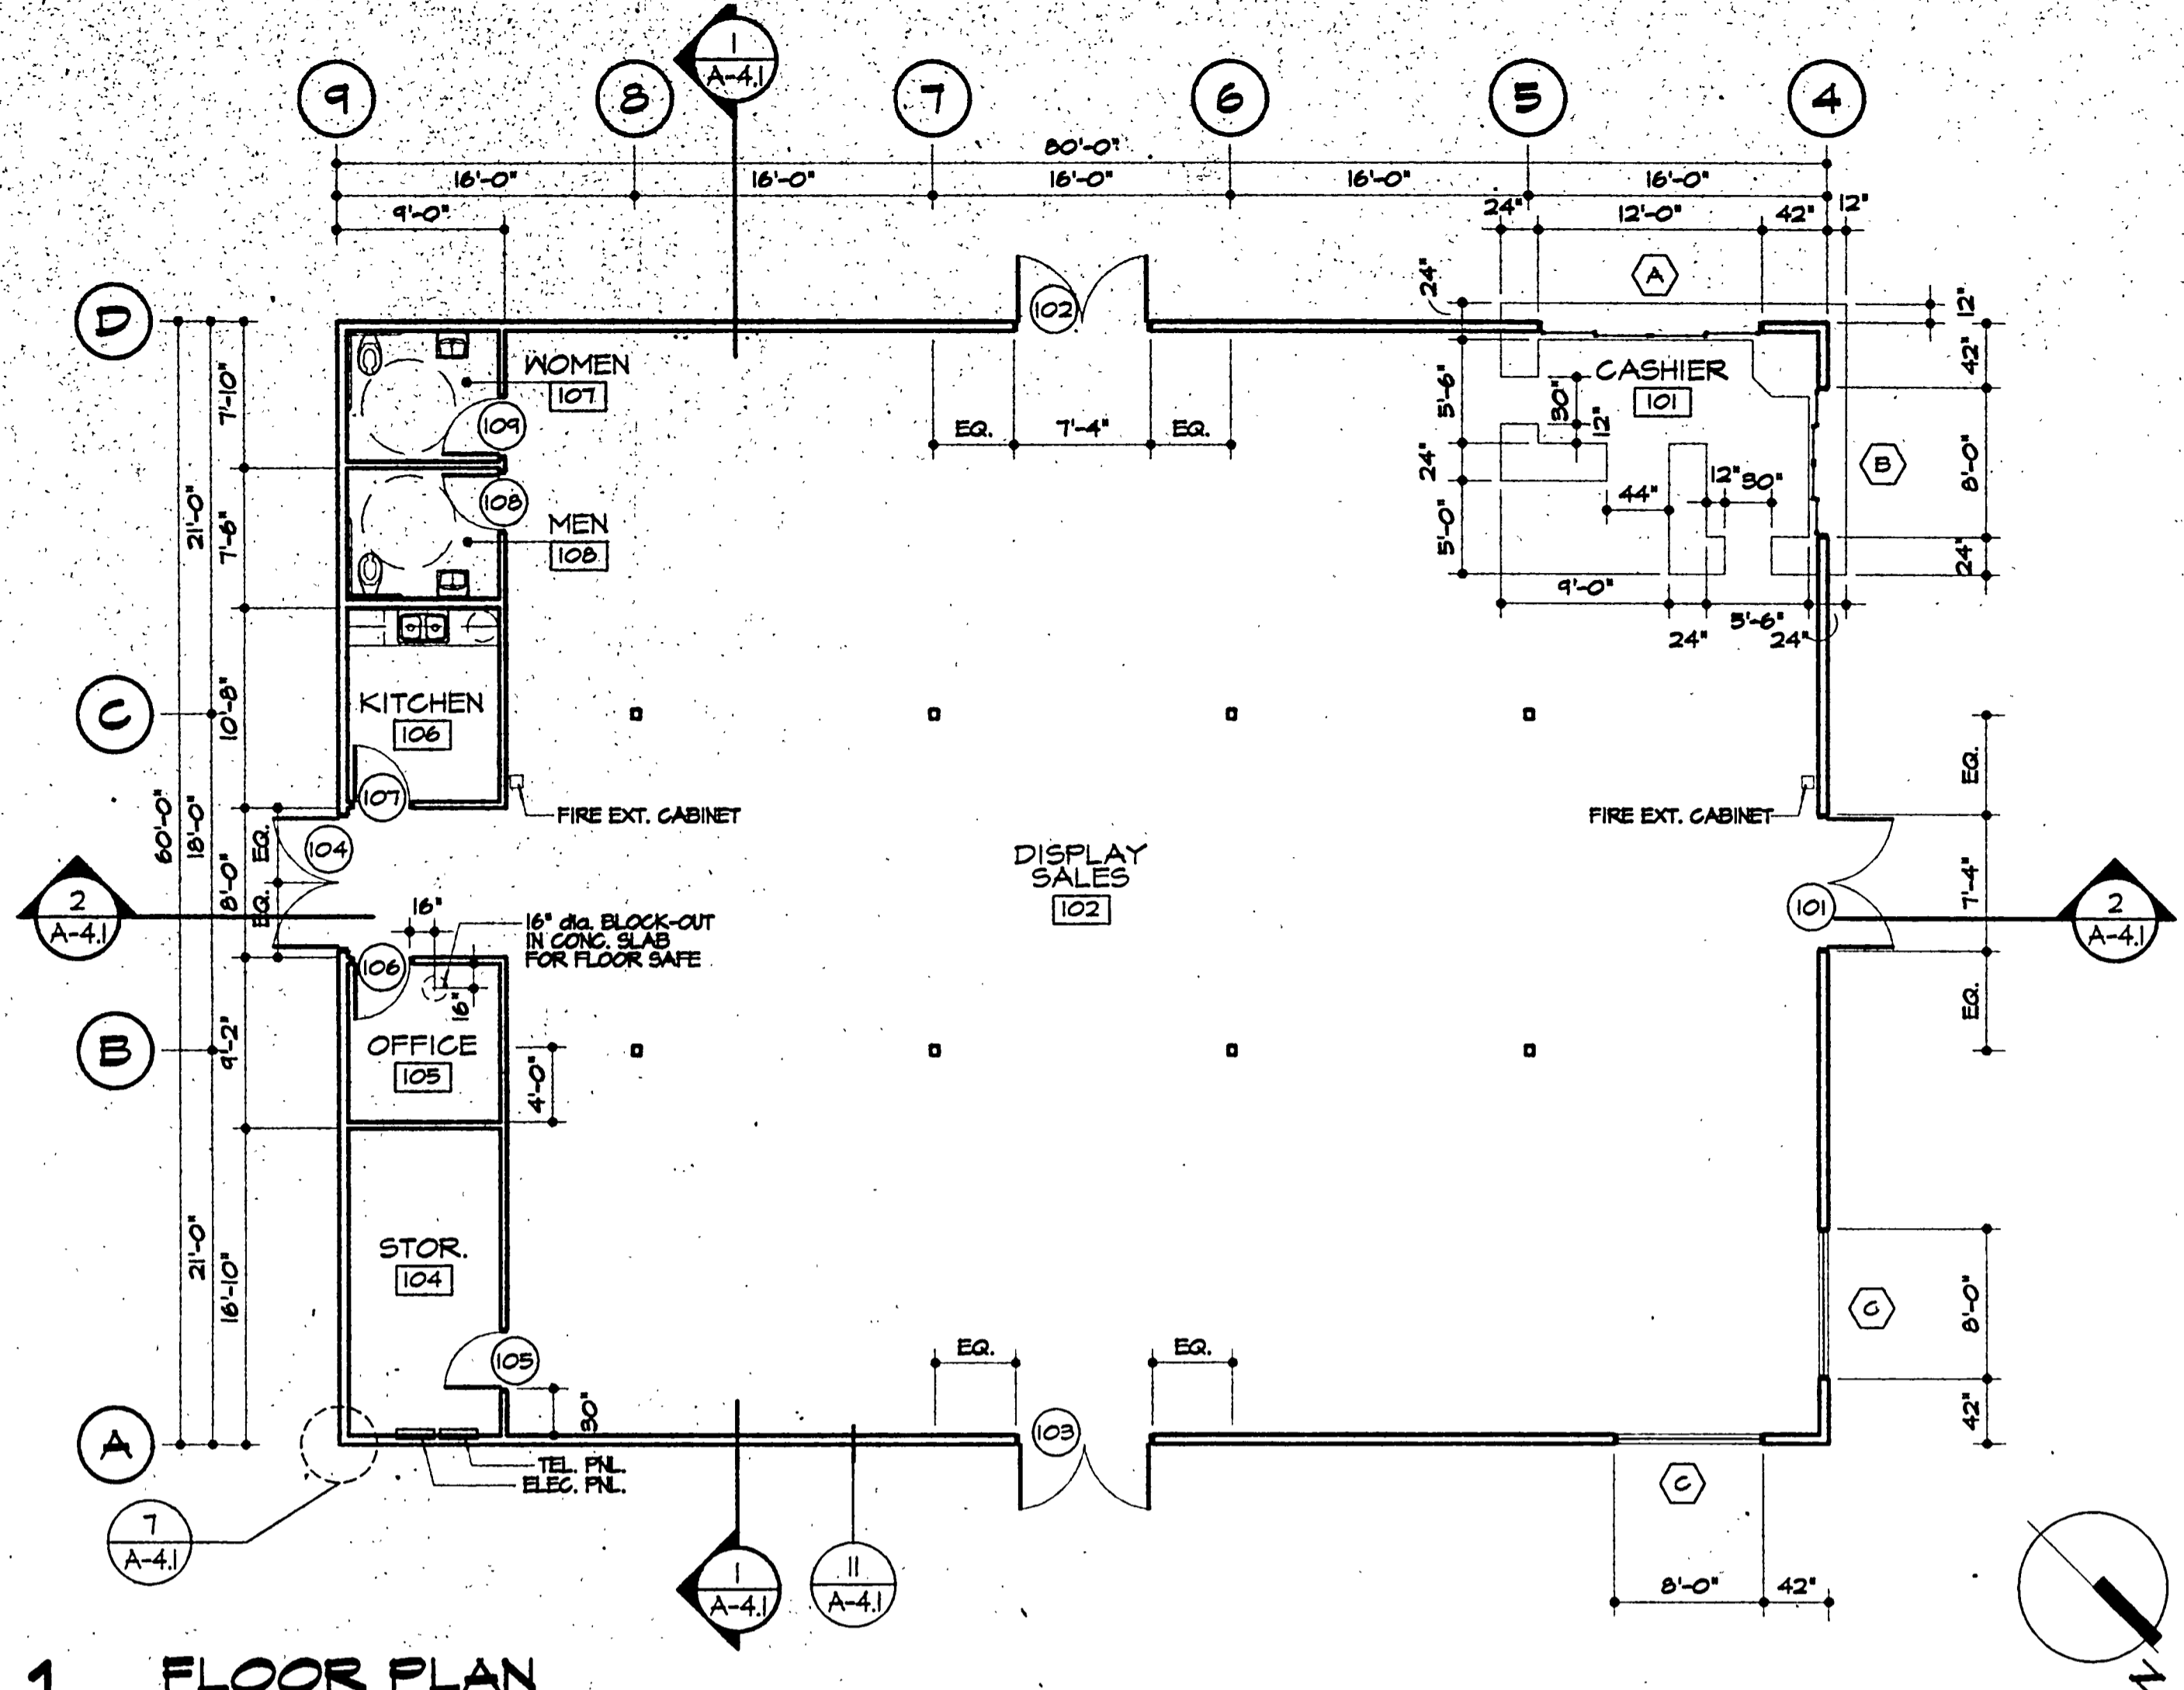 1
A-4.1
9
8
7
6
5
4
80'-0"
16'-0"
16'-0"
16'-0"
16'-0"
16'-0"
9'-0"
24"
12'-0"
42"
12"
D
102
24"
A
12"
7'-10"
WOMEN
107
109
5'-6"
30"
12"
CASHIER
101
42"
EQ.
7'-4"
EQ.
B
8'-0"
21'-0"
7'-6"
108
MEN
108
24"
44"
12"
30"
5'-0"
9'-0"
24"
5'-6"
24"
24"
C
10'-8"
KITCHEN
106
107
FIRE EXT. CABINET
FIRE EXT. CABINET
EQ.
60'-0"
18'-0"
EQ.
104
8'-0"
EQ.
DISPLAY
SALES
102
7'-4"
101
2
A-4.1
2
A-4.1
16"
16" dia. BLOCK-OUT
IN CONC. SLAB
FOR FLOOR SAFE
106
16"
EQ.
B
9'-2"
OFFICE
105
4'-0"
21'-0"
16'-10"
STOR.
104
105
30"
EQ.
EQ.
C
8'-0"
42"
A
103
TEL. PNL.
ELEC. PNL.
C
7
A-4.1
1
A-4.1
11
A-4.1
8'-0"
42"
N
1 FLOOR PLAN